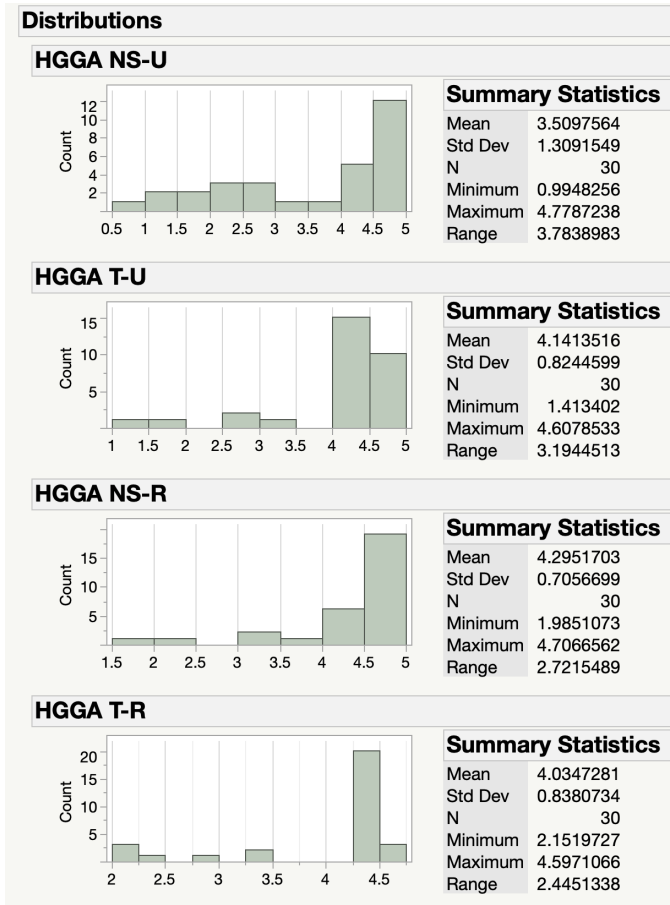 Distributions
HGGA NS-U
Count
12
10
8
6
4
2
0.5 1 1.5 2 2.5 3 3.5 4 4.5 5
Summary Statistics
Mean 3.5097564
Std Dev 1.3091549
N 30
Minimum 0.9948256
Maximum 4.7787238
Range 3.7838983
HGGA T-U
Count
15
10
5
1 1.5 2 2.5 3 3.5 4 4.5 5
Summary Statistics
Mean 4.1413516
Std Dev 0.8244599
N 30
Minimum 1.413402
Maximum 4.6078533
Range 3.1944513
HGGA NS-R
Count
15
10
5
1.5 2 2.5 3 3.5 4 4.5 5
Summary Statistics
Mean 4.2951703
Std Dev 0.7056699
N 30
Minimum 1.9851073
Maximum 4.7066562
Range 2.7215489
HGGA T-R
Count
20
15
10
5
2 2.5 3 3.5 4 4.5
Summary Statistics
Mean 4.0347281
Std Dev 0.8380734
N 30
Minimum 2.1519727
Maximum 4.5971066
Range 2.4451338